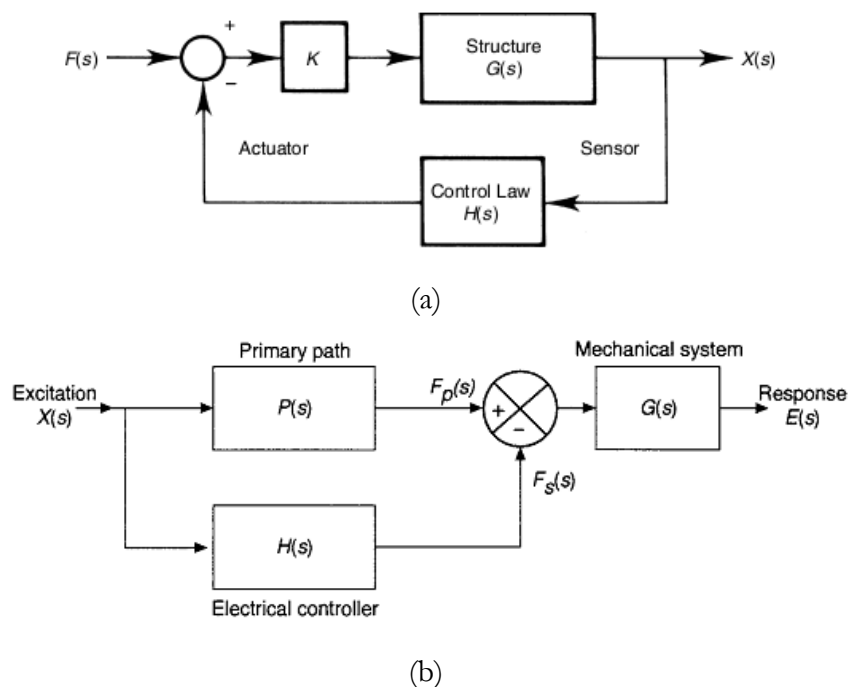 +
F(s)
K
Structure
G(s)
X(s)
−
Actuator
Sensor
Control Law
H(s)
(a)
Primary path
Mechanical system
Excitation
X(s)
P(s)
Fp(s)
+
−
G(s)
Response
E(s)
Fs(s)
H(s)
Electrical controller
(b)